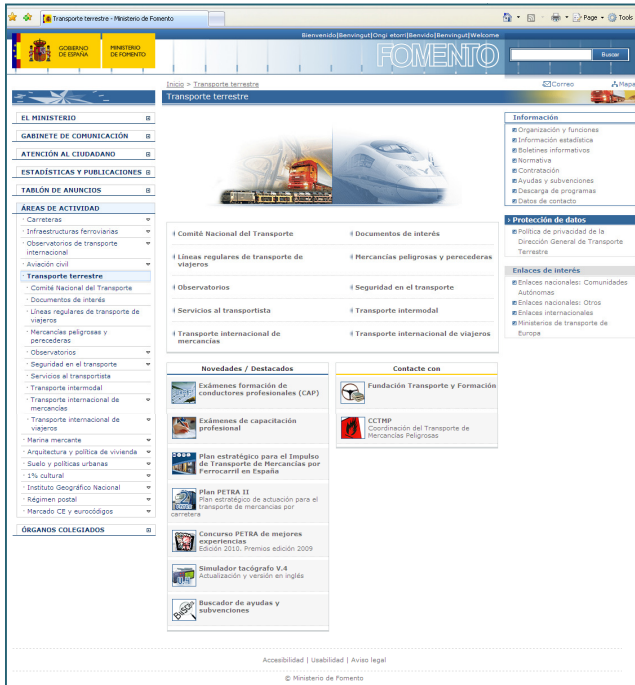 Transporte terrestre - Ministerio de Fomento
Page
Tools
Bienvenido|Benvingut|Ongi etorri|Benvido|Benvingut|Welcome
GOBIERNO
DE ESPAÑA
MINISTERIO
DE FOMENTO
FOMENTO
Buscar
Inicio > Transporte terrestre
Correo
Mapa
Transporte terrestre
EL MINISTERIO
GABINETE DE COMUNICACIÓN
ATENCIÓN AL CIUDADANO
ESTADÍSTICAS Y PUBLICACIONES
TABLÓN DE ANUNCIOS
ÁREAS DE ACTIVIDAD
Carreteras
Infraestructuras ferroviarias
Observatorios de transporte
internacional
Aviación civil
Transporte terrestre
Comité Nacional del Transporte
Documentos de interés
Líneas regulares de transporte de
viajeros
Mercancías peligrosas y
perecederas
Observatorios
Seguridad en el transporte
Servicios al transportista
Transporte intermodal
Transporte internacional de
mercancías
Transporte internacional de
viajeros
Marina mercante
Arquitectura y política de vivienda
Suelo y políticas urbanas
1% cultural
Instituto Geográfico Nacional
Régimen postal
Marcado CE y eurocódigos
ÓRGANOS COLEGIADOS
Comité Nacional del Transporte
Documentos de interés
Líneas regulares de transporte de
viajeros
Mercancías peligrosas y perecederas
Observatorios
Seguridad en el transporte
Servicios al transportista
Transporte intermodal
Transporte internacional de
mercancías
Transporte internacional de viajeros
Novedades / Destacados
Exámenes formación de
conductores profesionales (CAP)
Exámenes de capacitación
profesional
Plan estratégico para el Impulso
de Transporte de Mercancías por
Ferrocarril en España
Plan PETRA II
Plan estratégico de actuación para el
transporte de mercancias por
carretera
Concurso PETRA de mejores
experiencias
Edición 2010. Premios edición 2009
Simulador tacógrafo V.4
Actualización y versión en inglés
Buscador de ayudas y
subvenciones
Contacte con
Fundación Transporte y Formación
CCTMP
Coordinación del Transporte de
Mercancías Peligrosas
Información
Organización y funciones
Información estadística
Boletines informativos
Normativa
Contratación
Ayudas y subvenciones
Descarga de programas
Datos de contacto
Protección de datos
Política de privacidad de la
Dirección General de Transporte
Terrestre
Enlaces de interés
Enlaces nacionales: Comunidades
Autónomas
Enlaces nacionales: Otros
Enlaces internacionales
Ministerios de transporte de
Europa
Accesibilidad | Usabilidad | Aviso legal
© Ministerio de Fomento